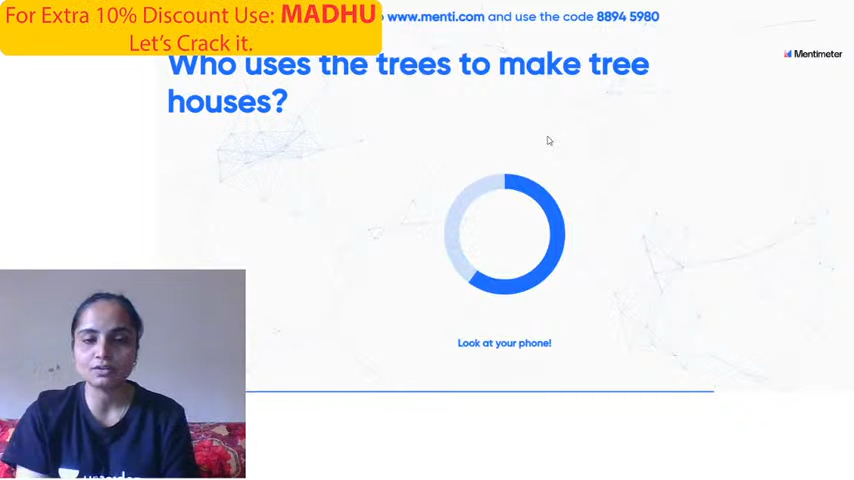 For Extra 10% Discount Use: MADHU
Let's Crack it.
www.menti.com and use the code 8894 5980
Mentimeter
Who uses the trees to make tree
houses?
Look at your phone!